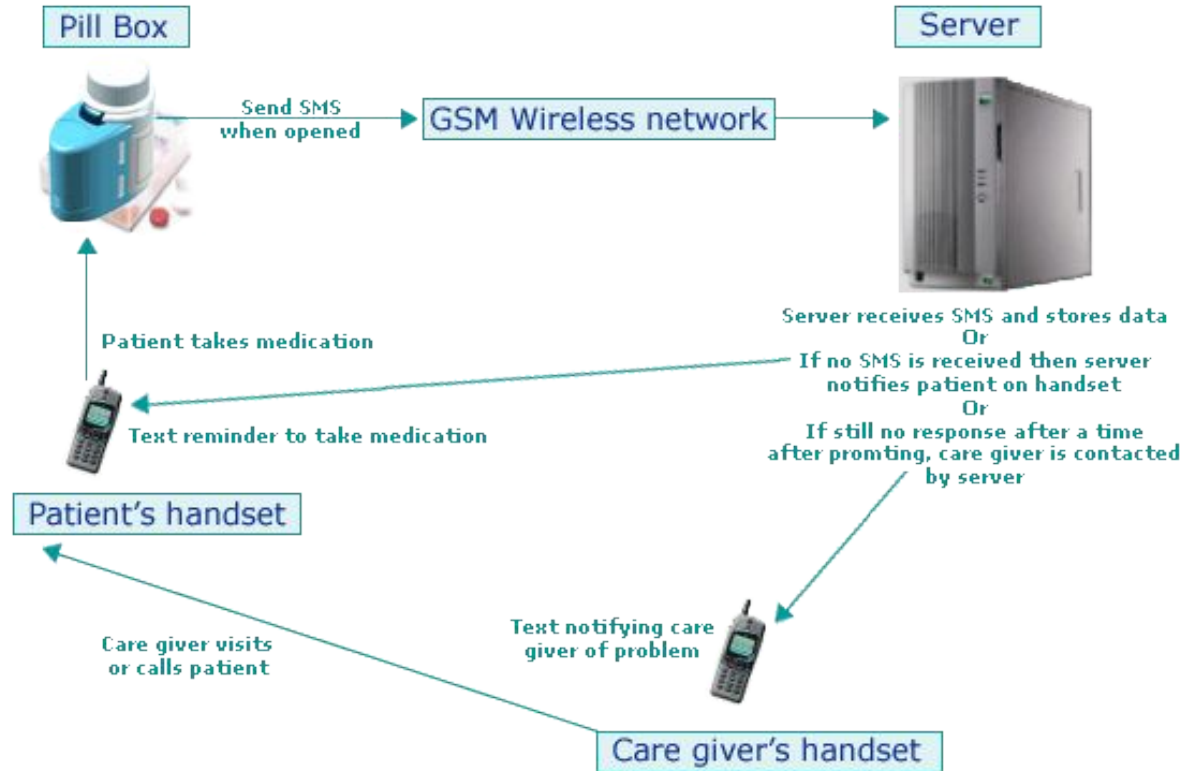 Pill Box
Server
Send SMS
when opened
GSM Wireless network
Server receives SMS and stores data
Or
If no SMS is received then server
notifies patient on handset
Or
If still no response after a time
after promting, care giver is contacted
by server
Patient takes medication
Text reminder to take medication
Patient's handset
Text notifying care
giver of problem
Care giver visits
or calls patient
Care giver's handset